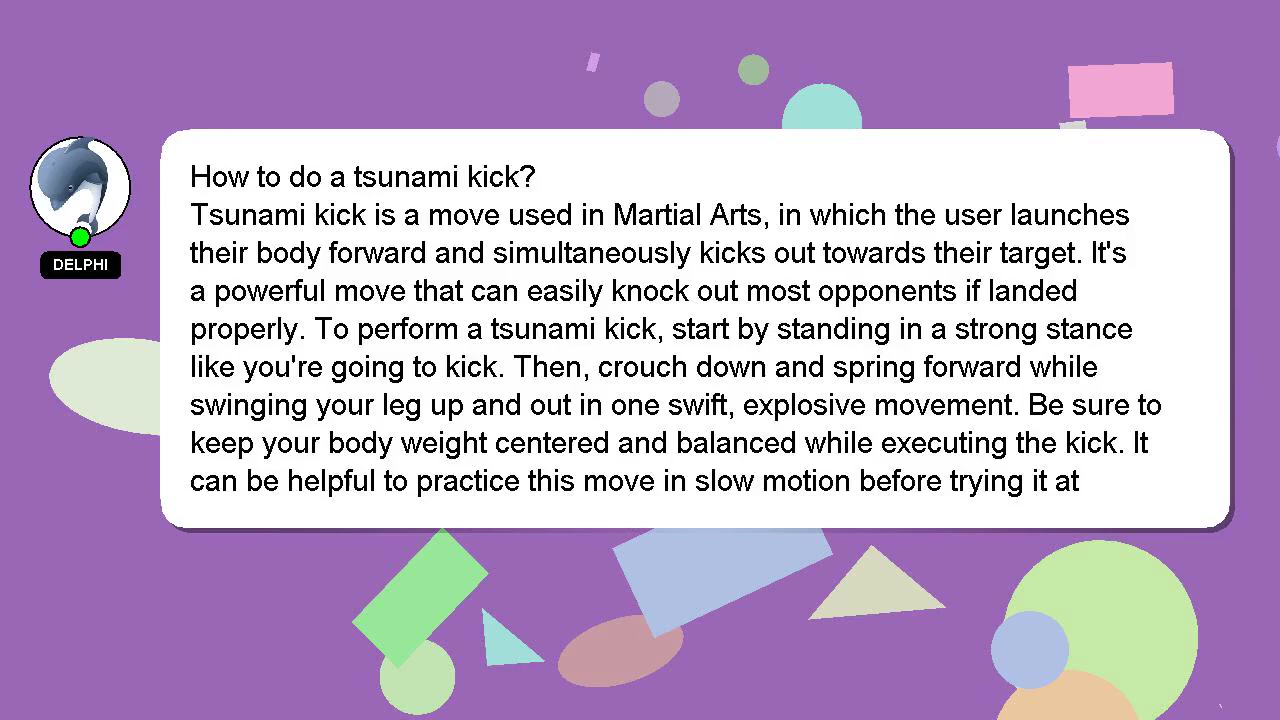 DELPHI
How to do a tsunami kick?
Tsunami kick is a move used in Martial Arts, in which the user launches
their body forward and simultaneously kicks out towards their target. It's
a powerful move that can easily knock out most opponents if landed
properly. To perform a tsunami kick, start by standing in a strong stance
like you're going to kick. Then, crouch down and spring forward while
swinging your leg up and out in one swift, explosive movement. Be sure to
keep your body weight centered and balanced while executing the kick. It
can be helpful to practice this move in slow motion before trying it at